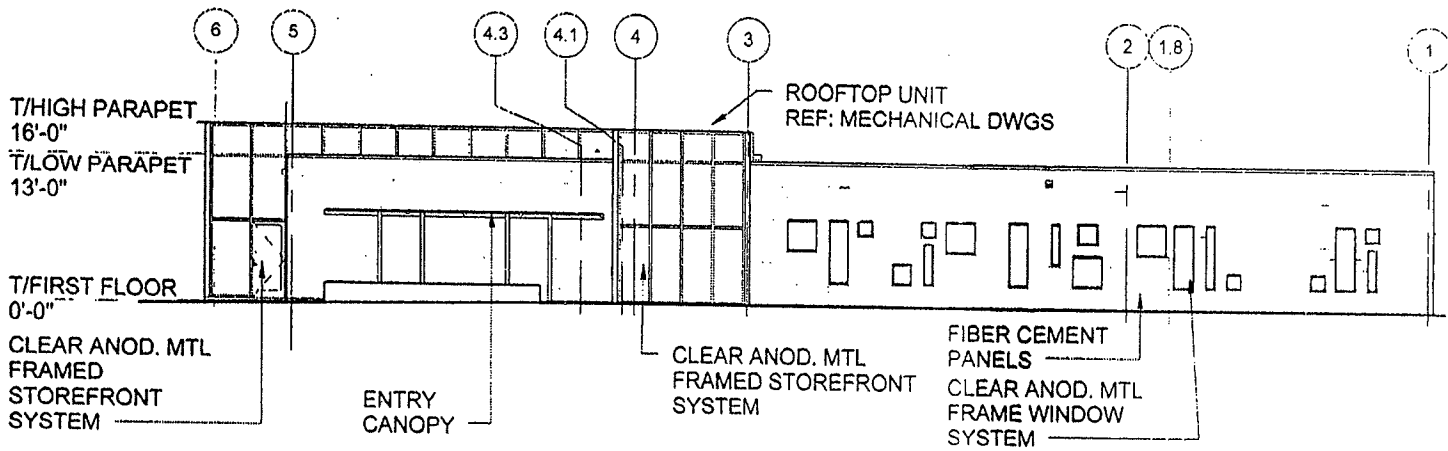 6
5
4.3
4.1
4
3
2
1.8
1
T/HIGH PARAPET
16'-0"
T/LOW PARAPET
13'-0"
T/FIRST FLOOR
0'-0"
ROOFTOP UNIT
REF: MECHANICAL DWGS
CLEAR ANOD. MTL
FRAMED
STOREFRONT
SYSTEM
ENTRY
CANOPY
CLEAR ANOD. MTL
FRAMED STOREFRONT
SYSTEM
FIBER CEMENT
PANELS
CLEAR ANOD. MTL
FRAME WINDOW
SYSTEM